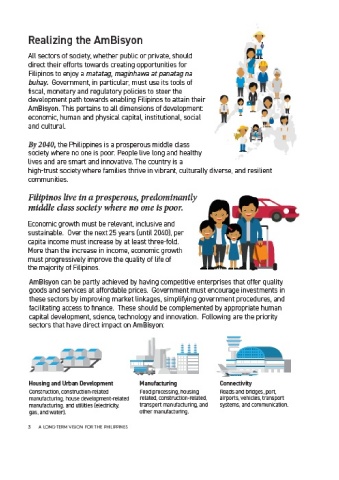 Realizing the AmBisyon
All sectors of society, whether public or private, should
direct their efforts towards creating opportunities for
Filipinos to enjoy a matatag, maginhawa at panatag na
buhay. Government, in particular, must use its tools of
fiscal, monetary and regulatory policies to steer the
development path towards enabling Filipinos to attain their
AmBisyon. This pertains to all dimensions of development:
economic, human and physical capital, institutional, social
and cultural.
By 2040, the Philippines is a prosperous middle class
society where no one is poor. People live long and healthy
lives and are smart and innovative. The country is a
high-trust society where families thrive in vibrant, culturally diverse, and resilient
communities.
Filipinos live in a prosperous, predominantly
middle class society where no one is poor.
Economic growth must be relevant, inclusive and
sustainable. Over the next 25 years (until 2040), per
capita income must increase by at least three-fold.
More than the increase in income, economic growth
must progressively improve the quality of life of
the majority of Filipinos.
AmBisyon can be partly achieved by having competitive enterprises that offer quality
goods and services at affordable prices. Government must encourage investments in
these sectors by improving market linkages, simplifying government procedures, and
facilitating access to finance. These should be complemented by appropriate human
capital development, science, technology and innovation. Following are the priority
sectors that have direct impact on AmBisyon:
Housing and Urban Development
Construction, construction-related
manufacturing, house development-related
manufacturing, and utilities (electricity,
gas, and water).
Manufacturing
Food processing, housing
related, construction-related,
transport manufacturing, and
other manufacturing.
Connectivity
Roads and bridges, port,
airports, vehicles, transport
systems, and communication.
3 A LONG TERM VISION FOR THE PHILIPPINES